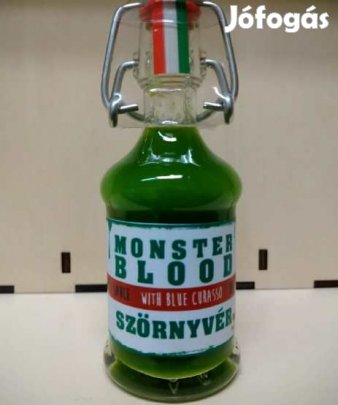 Jófogás
MONSTER
BLOOD
WITH BLUE CURASSO
SZÖRNYVÉR